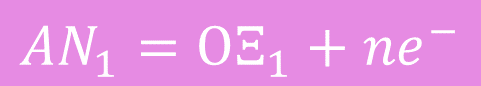 𝐴𝑁₁ = ΟΞ₁ + 𝑛𝑒⁻